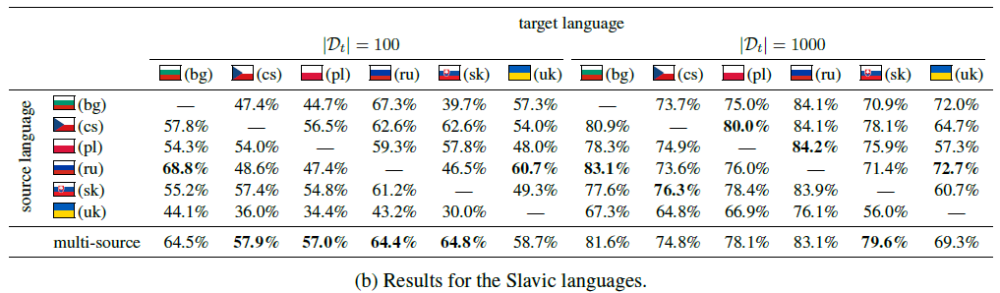 target language
|𝒟t| = 100 |𝒟t| = 1000
(bg) (cs) (pl) (ru) (sk) (uk) (bg) (cs) (pl) (ru) (sk) (uk)
source language
(bg) — 47.4% 44.7% 67.3% 39.7% 57.3% — 73.7% 75.0% 84.1% 70.9% 72.0%
(cs) 57.8% — 56.5% 62.6% 62.6% 54.0% 80.9% — 80.0% 84.1% 78.1% 64.7%
(pl) 54.3% 54.0% — 59.3% 57.8% 48.0% 78.3% 74.9% — 84.2% 75.9% 57.3%
(ru) 68.8% 48.6% 47.4% — 46.5% 60.7% 83.1% 73.6% 76.0% — 71.4% 72.7%
(sk) 55.2% 57.4% 54.8% 61.2% — 49.3% 77.6% 76.3% 78.4% 83.9% — 60.7%
(uk) 44.1% 36.0% 34.4% 43.2% 30.0% — 67.3% 64.8% 66.9% 76.1% 56.0% —
multi-source 64.5% 57.9% 57.0% 64.4% 64.8% 58.7% 81.6% 74.8% 78.1% 83.1% 79.6% 69.3%
(b) Results for the Slavic languages.